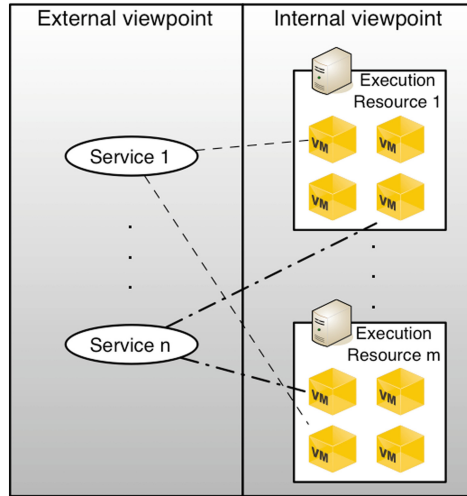 External viewpoint
Internal viewpoint
Execution
Resource 1
VM
VM
Service 1
VM
VM
Service n
Execution
Resource m
VM
VM
VM
VM